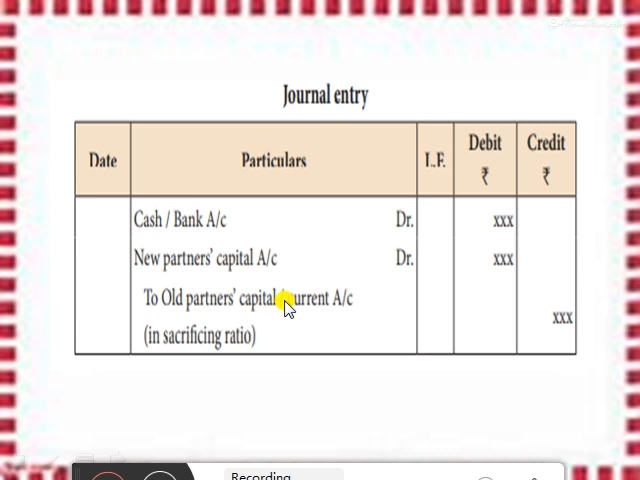 Journal entry
Date Particulars L.F. Debit ₹ Credit ₹
Cash / Bank A/c Dr. xxx
New partners' capital A/c Dr. xxx
To Old partners' capital / current A/c
xxx
(in sacrificing ratio)
Recording